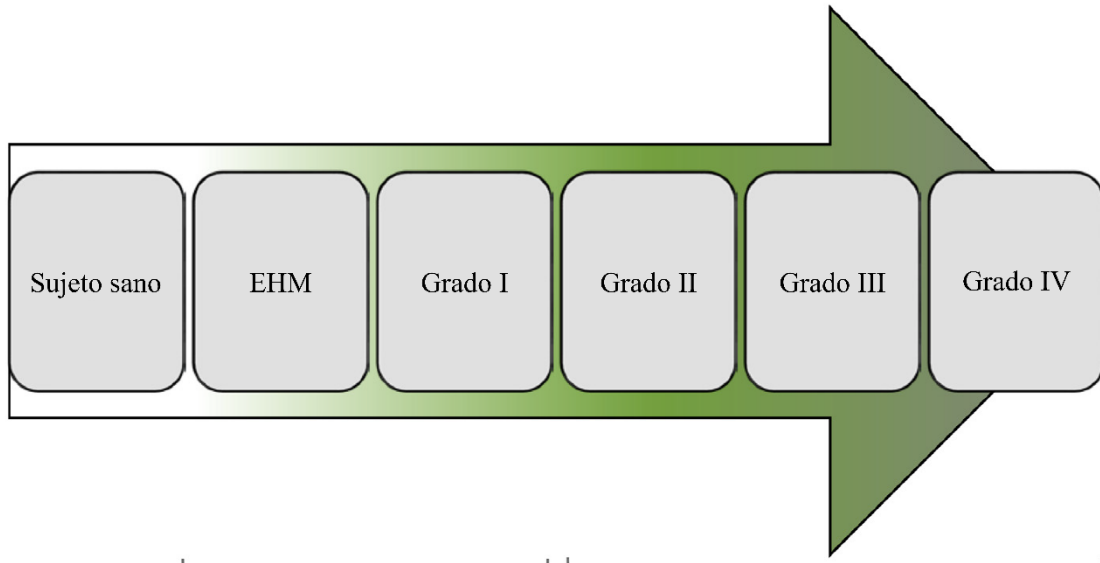 Sujeto sano
EHM
Grado I
Grado II
Grado III
Grado IV